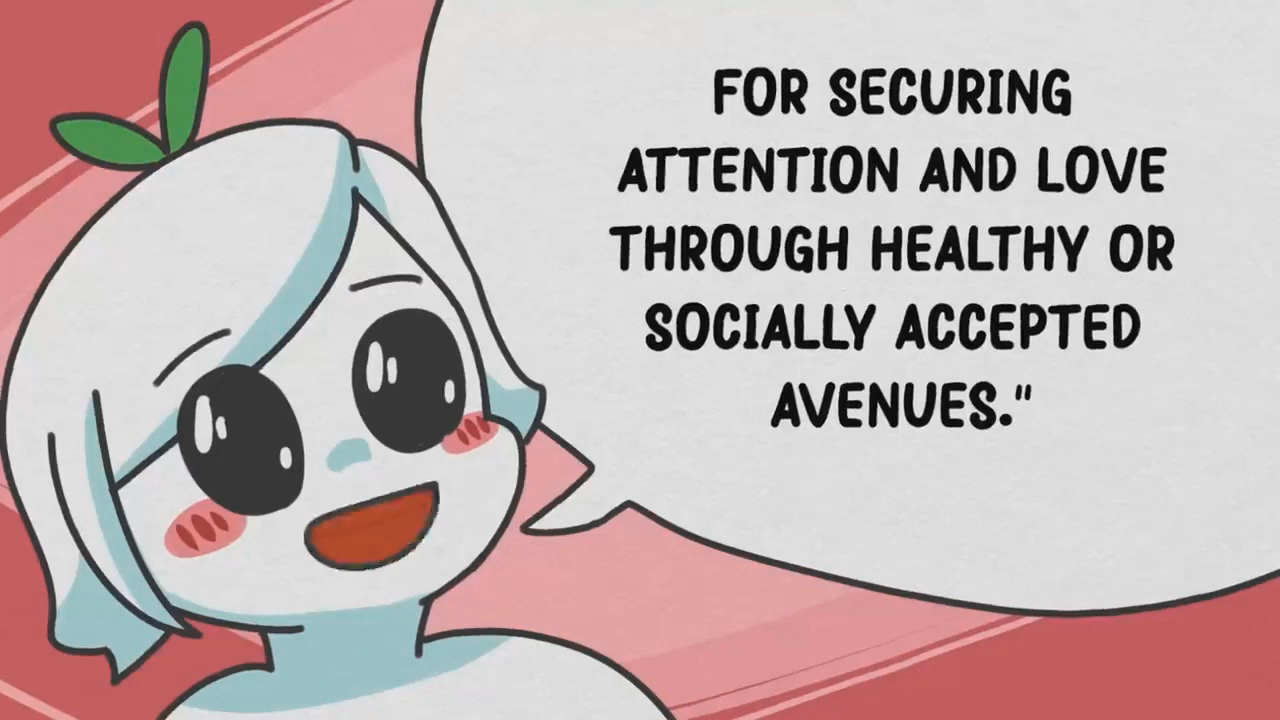 FOR SECURING
ATTENTION AND LOVE
THROUGH HEALTHY OR
SOCIALLY ACCEPTED
AVENUES."